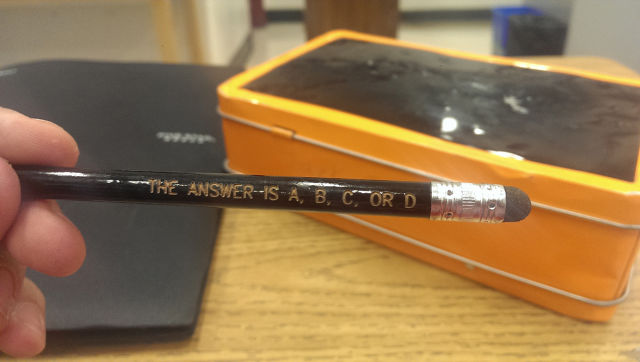 THE ANSWER IS A, B, C, OR D